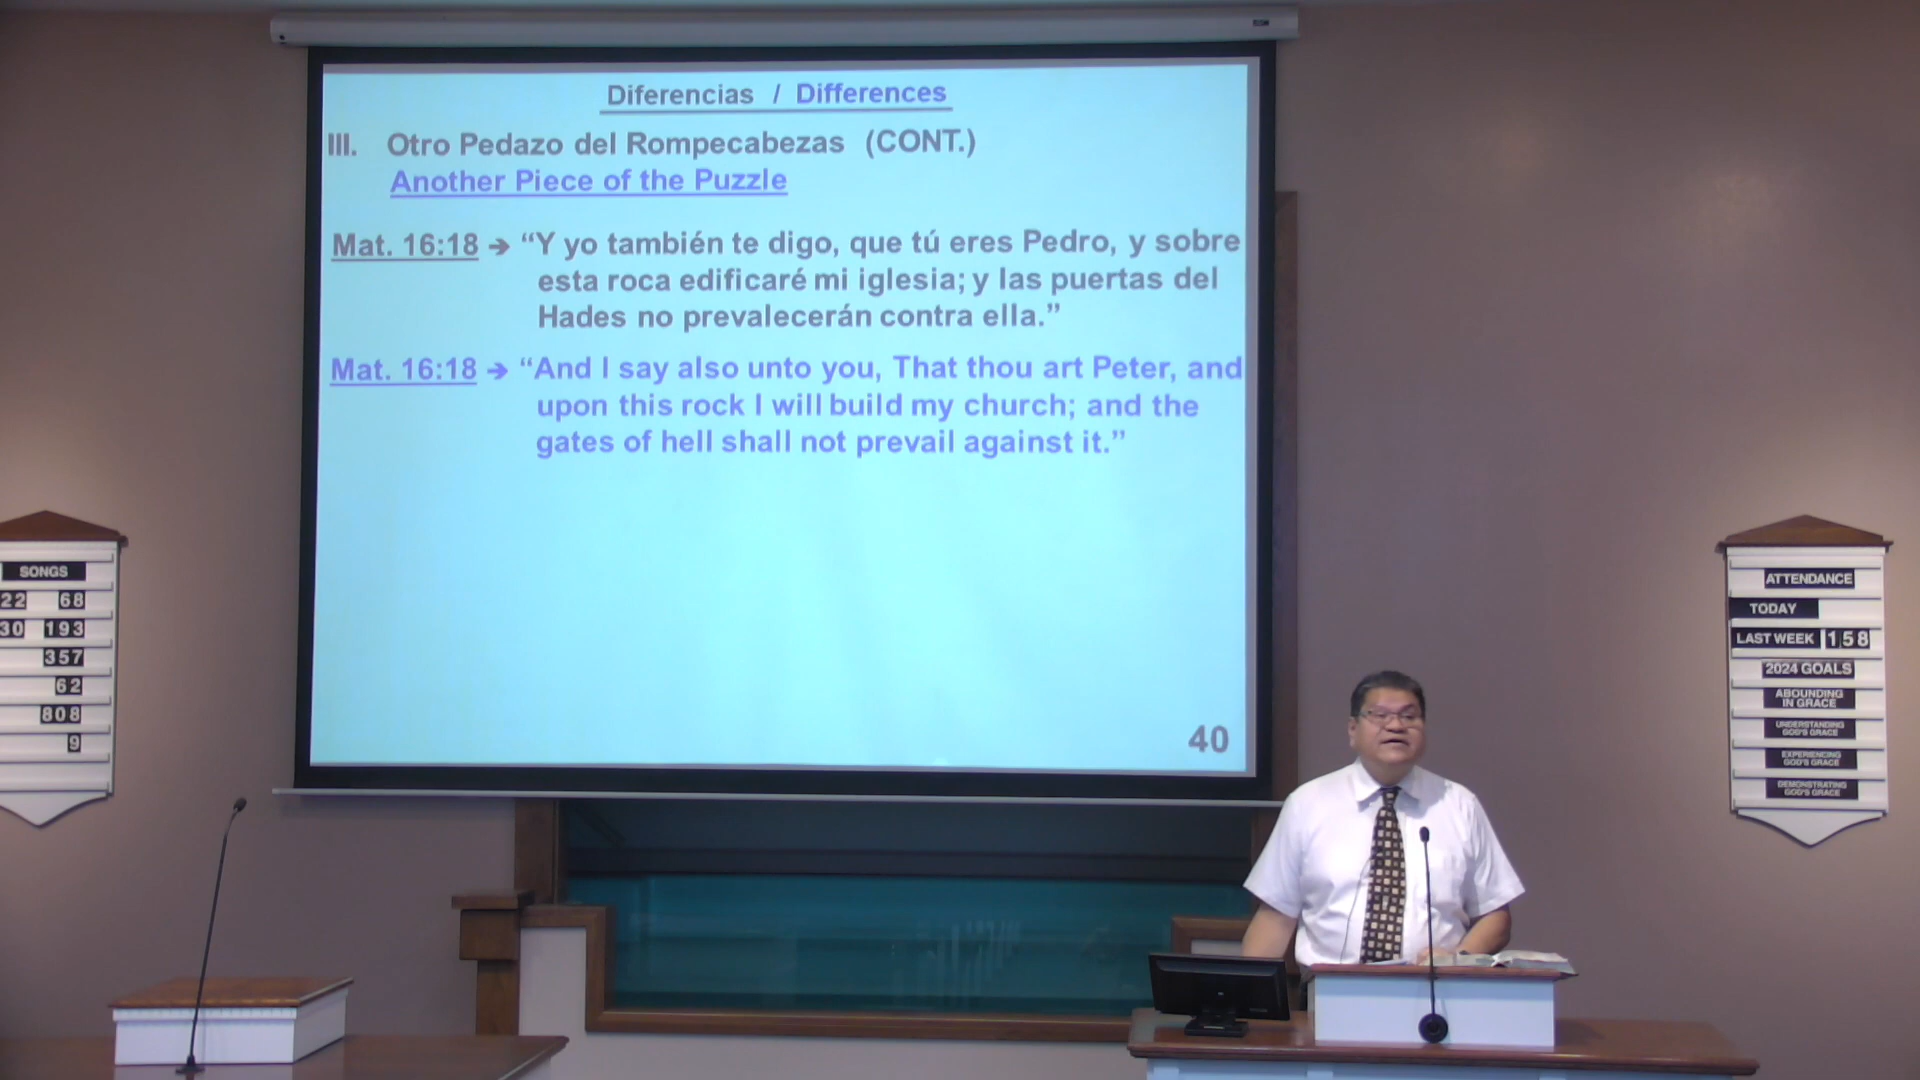 Diferencias / Differences
III. Otro Pedazo del Rompecabezas (CONT.)
Another Piece of the Puzzle
Mat. 16:18 ➔ “Y yo también te digo, que tú eres Pedro, y sobre
esta roca edificaré mi iglesia; y las puertas del
Hades no prevalecerán contra ella.”
Mat. 16:18 ➔ “And I say also unto you, That thou art Peter, and
upon this rock I will build my church; and the
gates of hell shall not prevail against it.”
40
SONGS
22 68
30 193
357
62
808
9
ATTENDANCE
TODAY
LAST WEEK 158
2024 GOALS
ABOUNDING
IN GRACE
UNDERSTANDING
GOD'S GRACE
EXPERIENCING
GOD'S GRACE
DEMONSTRATING
GOD'S GRACE